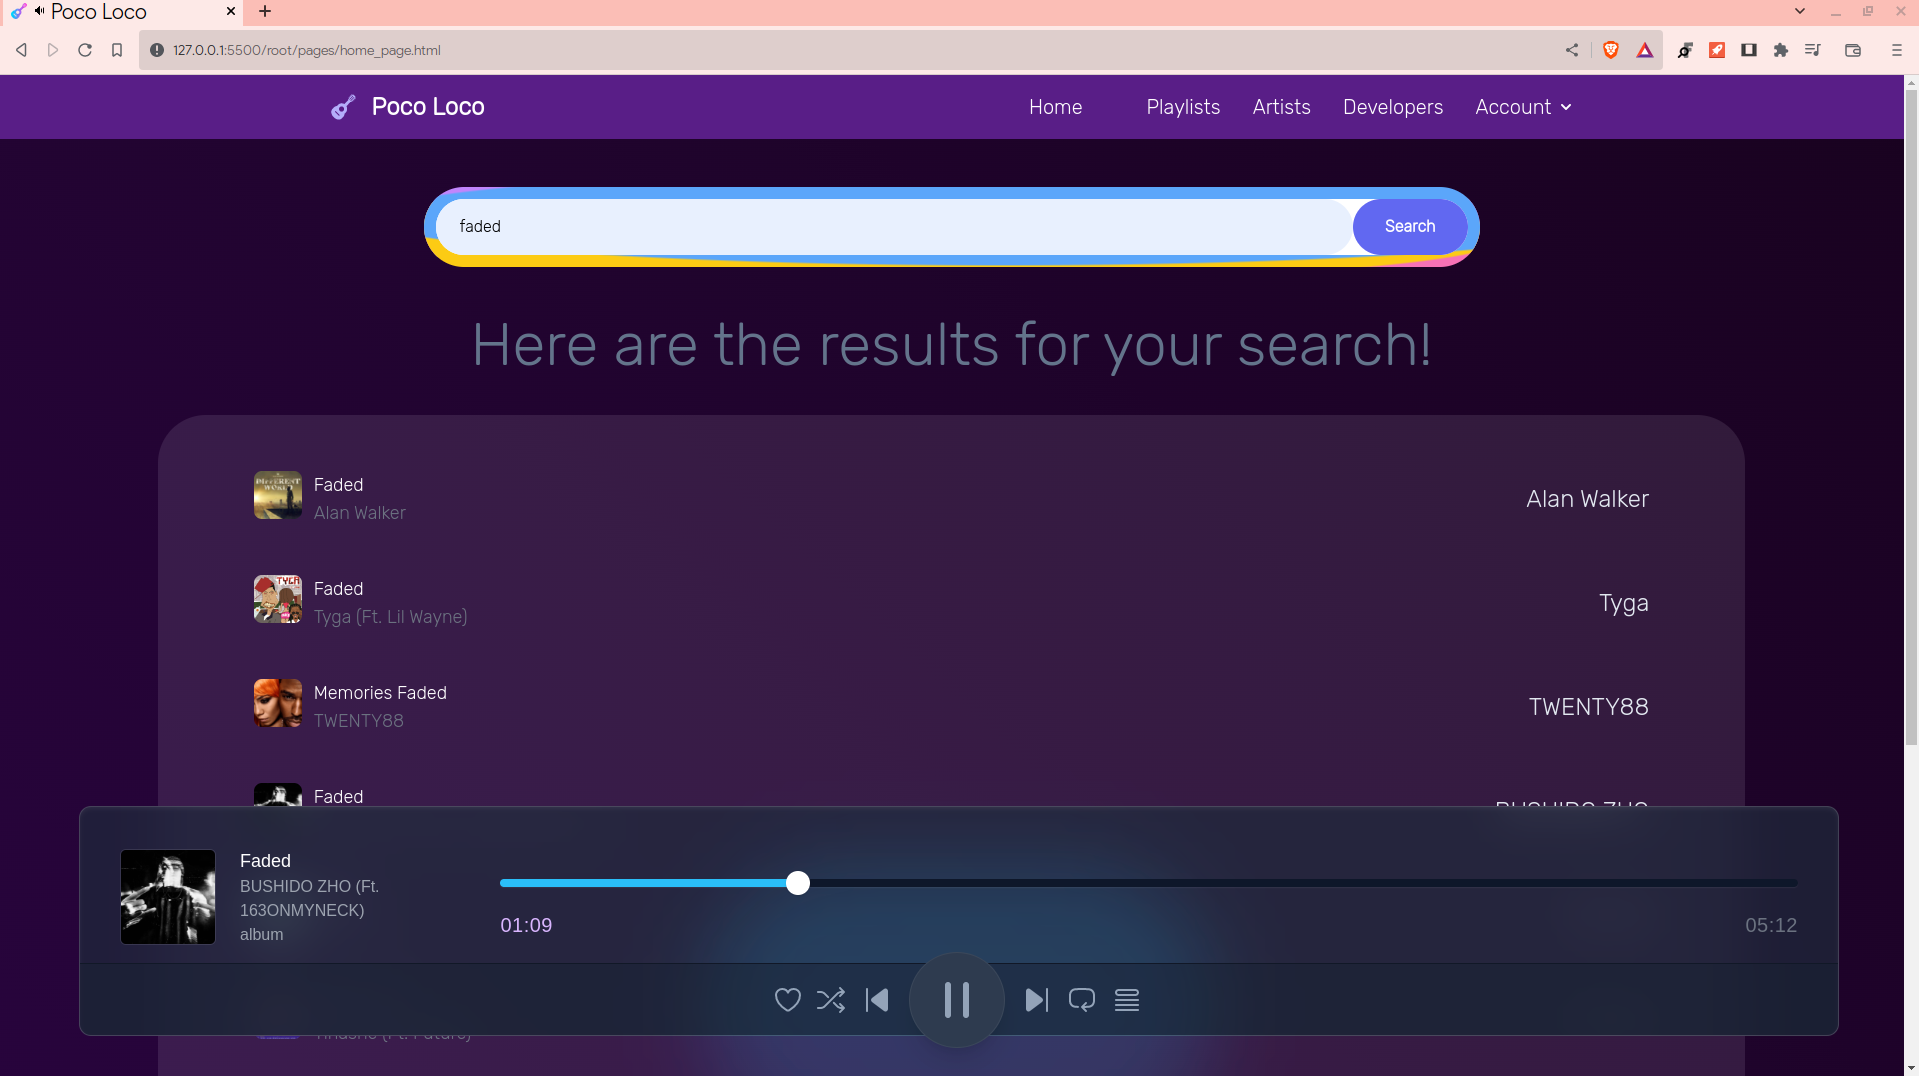 Poco Loco
127.0.0.1:5500/root/pages/home_page.html
Poco Loco
Home Playlists Artists Developers Account
faded
Search
Here are the results for your search!
Faded
Alan Walker
Alan Walker
Faded
Tyga (Ft. Lil Wayne)
Tyga
Memories Faded
TWENTY88
TWENTY88
Faded
BUSHIDO ZHO
Faded
BUSHIDO ZHO (Ft.
163ONMYNECK)
album
01:09
05:12